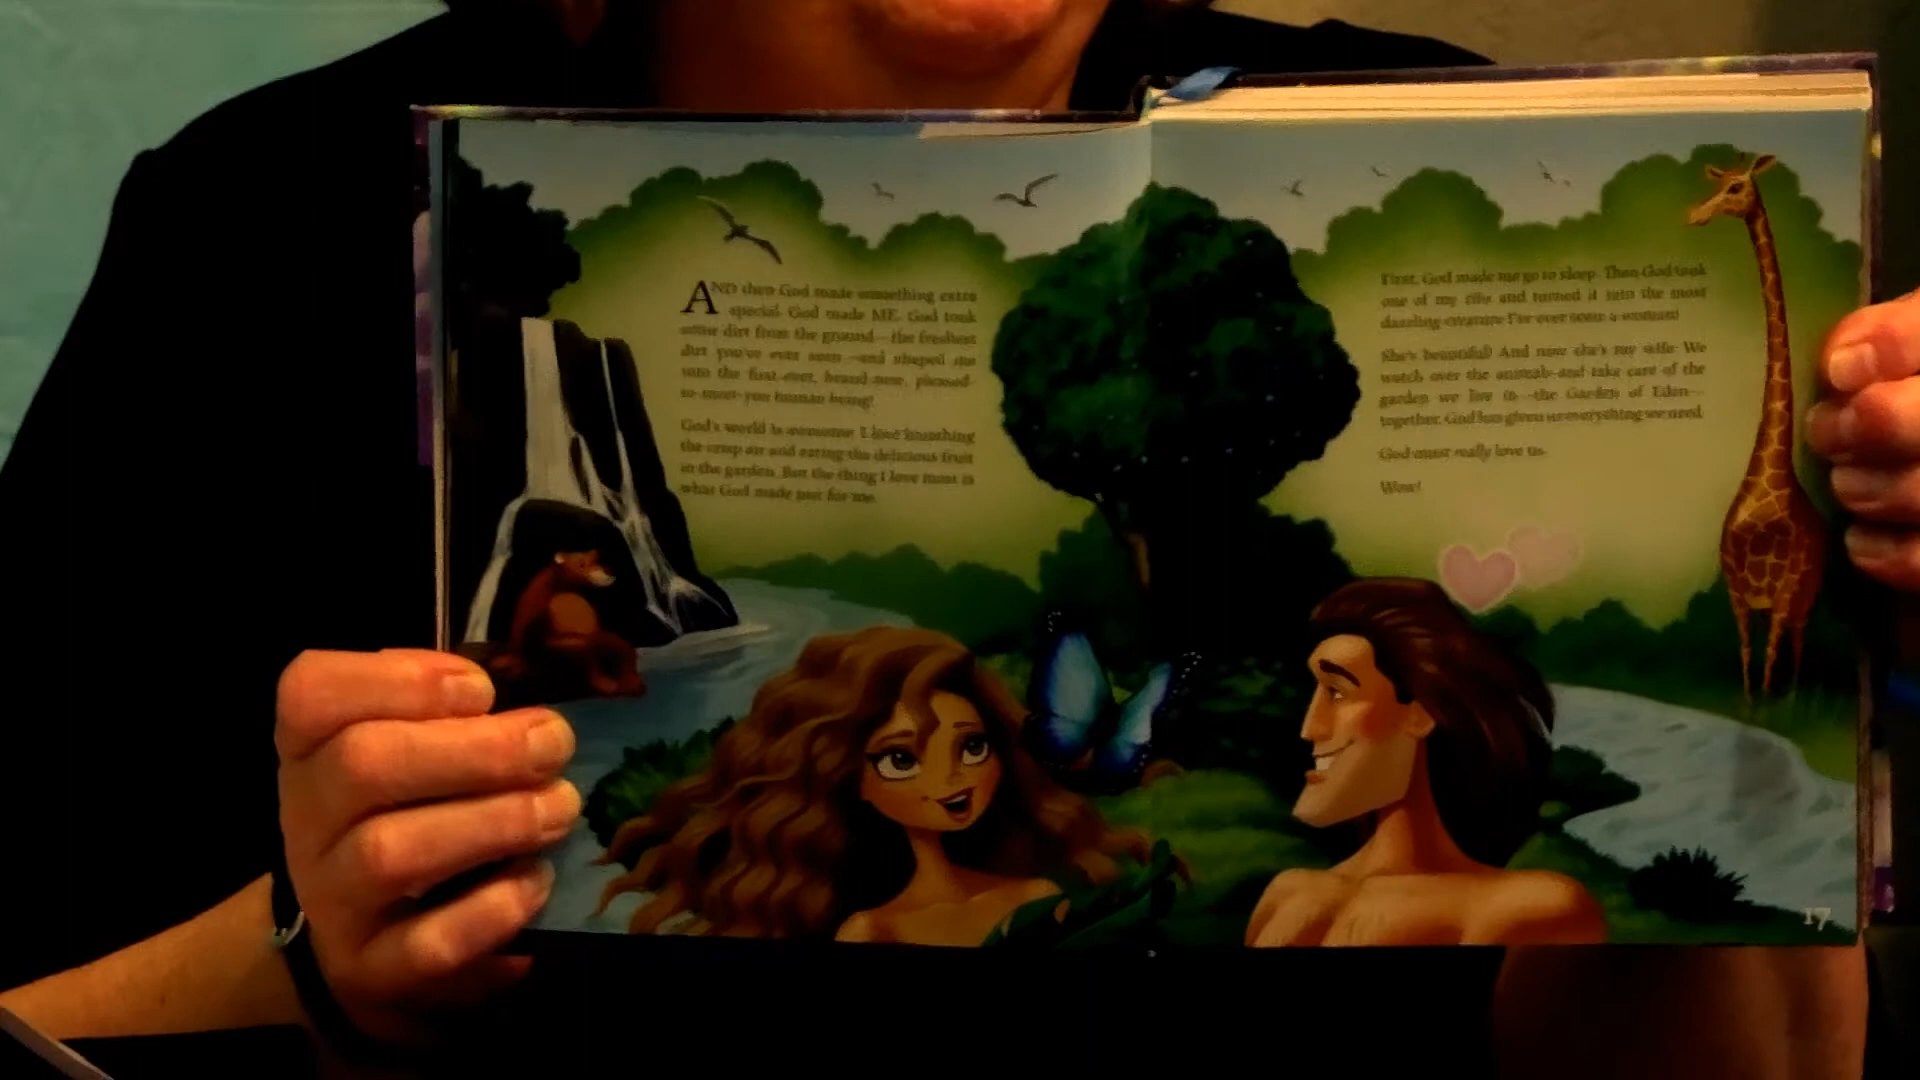 AND then God made something extra
special. God made ME. God took
some dirt from the ground—the freshest
dirt you've ever seen—and shaped me
into the first-ever, brand-new, pleased-
to-meet-you human being!
God's world is awesome. I love breathing
the crisp air and eating the delicious fruit
in the garden. But the thing I love most is
what God made just for me.
First, God made me go to sleep. Then God took
one of my ribs and turned it into the most
dazzling creature I've ever seen: a woman!
She's beautiful! And now she's my wife. We
watch over the animals and take care of the
garden we live in—the Garden of Eden—
together. God has given us everything we need.
God must really love us.
Wow!
17